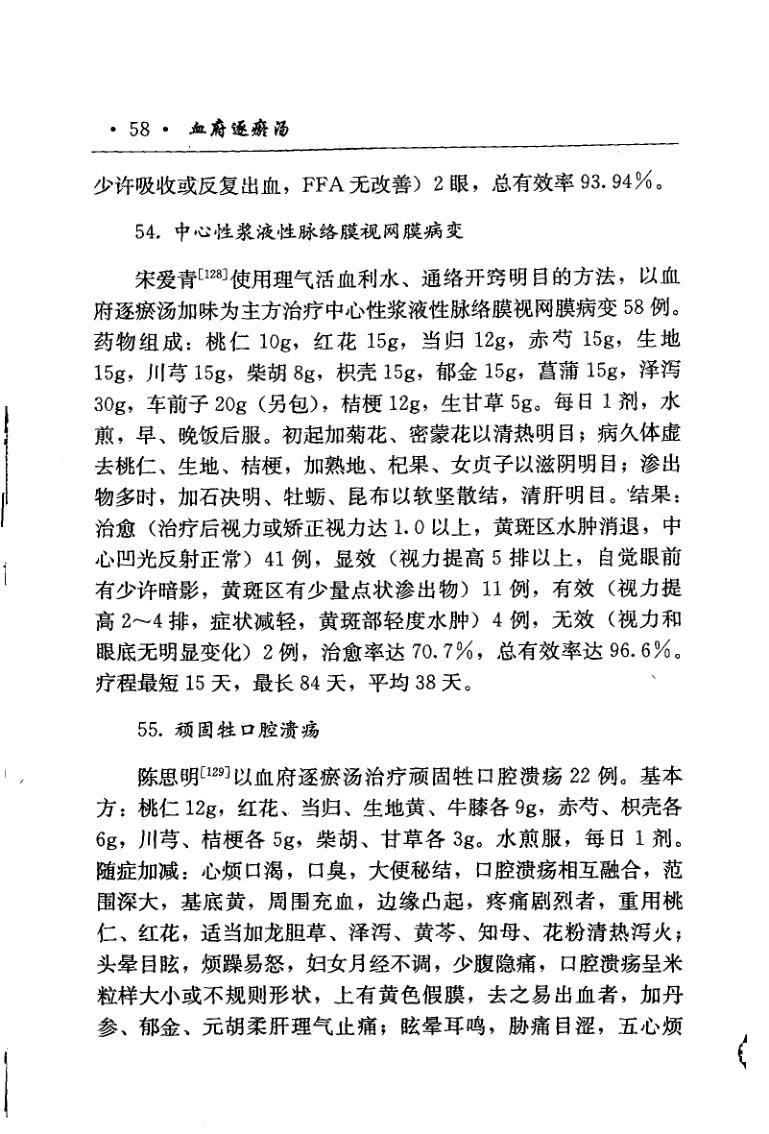 · 58 · 血府逐瘀汤
少许吸收或反复出血，FFA 无改善）2 眼，总有效率 93.94%。
54. 中心性浆液性脉络膜视网膜病变
宋爱青[128]使用理气活血利水、通络开窍明目的方法，以血
府逐瘀汤加味为主方治疗中心性浆液性脉络膜视网膜病变 58 例。
药物组成：桃仁 10g，红花 15g，当归 12g，赤芍 15g，生地
15g，川芎 15g，柴胡 8g，枳壳 15g，郁金 15g，菖蒲 15g，泽泻
30g，车前子 20g（另包），桔梗 12g，生甘草 5g。每日 1 剂，水
煎，早、晚饭后服。初起加菊花、密蒙花以清热明目；病久体虚
去桃仁、生地、桔梗，加熟地、杞果、女贞子以滋阴明目；渗出
物多时，加石决明、牡蛎、昆布以软坚散结，清肝明目。结果：
治愈（治疗后视力或矫正视力达 1.0 以上，黄斑区水肿消退，中
心凹光反射正常）41 例，显效（视力提高 5 排以上，自觉眼前
有少许暗影，黄斑区有少量点状渗出物）11 例，有效（视力提
高 2～4 排，症状减轻，黄斑部轻度水肿）4 例，无效（视力和
眼底无明显变化）2 例，治愈率达 70.7%，总有效率达 96.6%。
疗程最短 15 天，最长 84 天，平均 38 天。
55. 顽固牲口腔溃疡
陈思明[129]以血府逐瘀汤治疗顽固牲口腔溃疡 22 例。基本
方：桃仁 12g，红花、当归、生地黄、牛膝各 9g，赤芍、枳壳各
6g，川芎、桔梗各 5g，柴胡、甘草各 3g。水煎服，每日 1 剂。
随症加减：心烦口渴，口臭，大便秘结，口腔溃疡相互融合，范
围深大，基底黄，周围充血，边缘凸起，疼痛剧烈者，重用桃
仁、红花，适当加龙胆草、泽泻、黄芩、知母、花粉清热泻火；
头晕目眩，烦躁易怒，妇女月经不调，少腹隐痛，口腔溃疡呈米
粒样大小或不规则形状，上有黄色假膜，去之易出血者，加丹
参、郁金、元胡柔肝理气止痛；眩晕耳鸣，胁痛目涩，五心烦